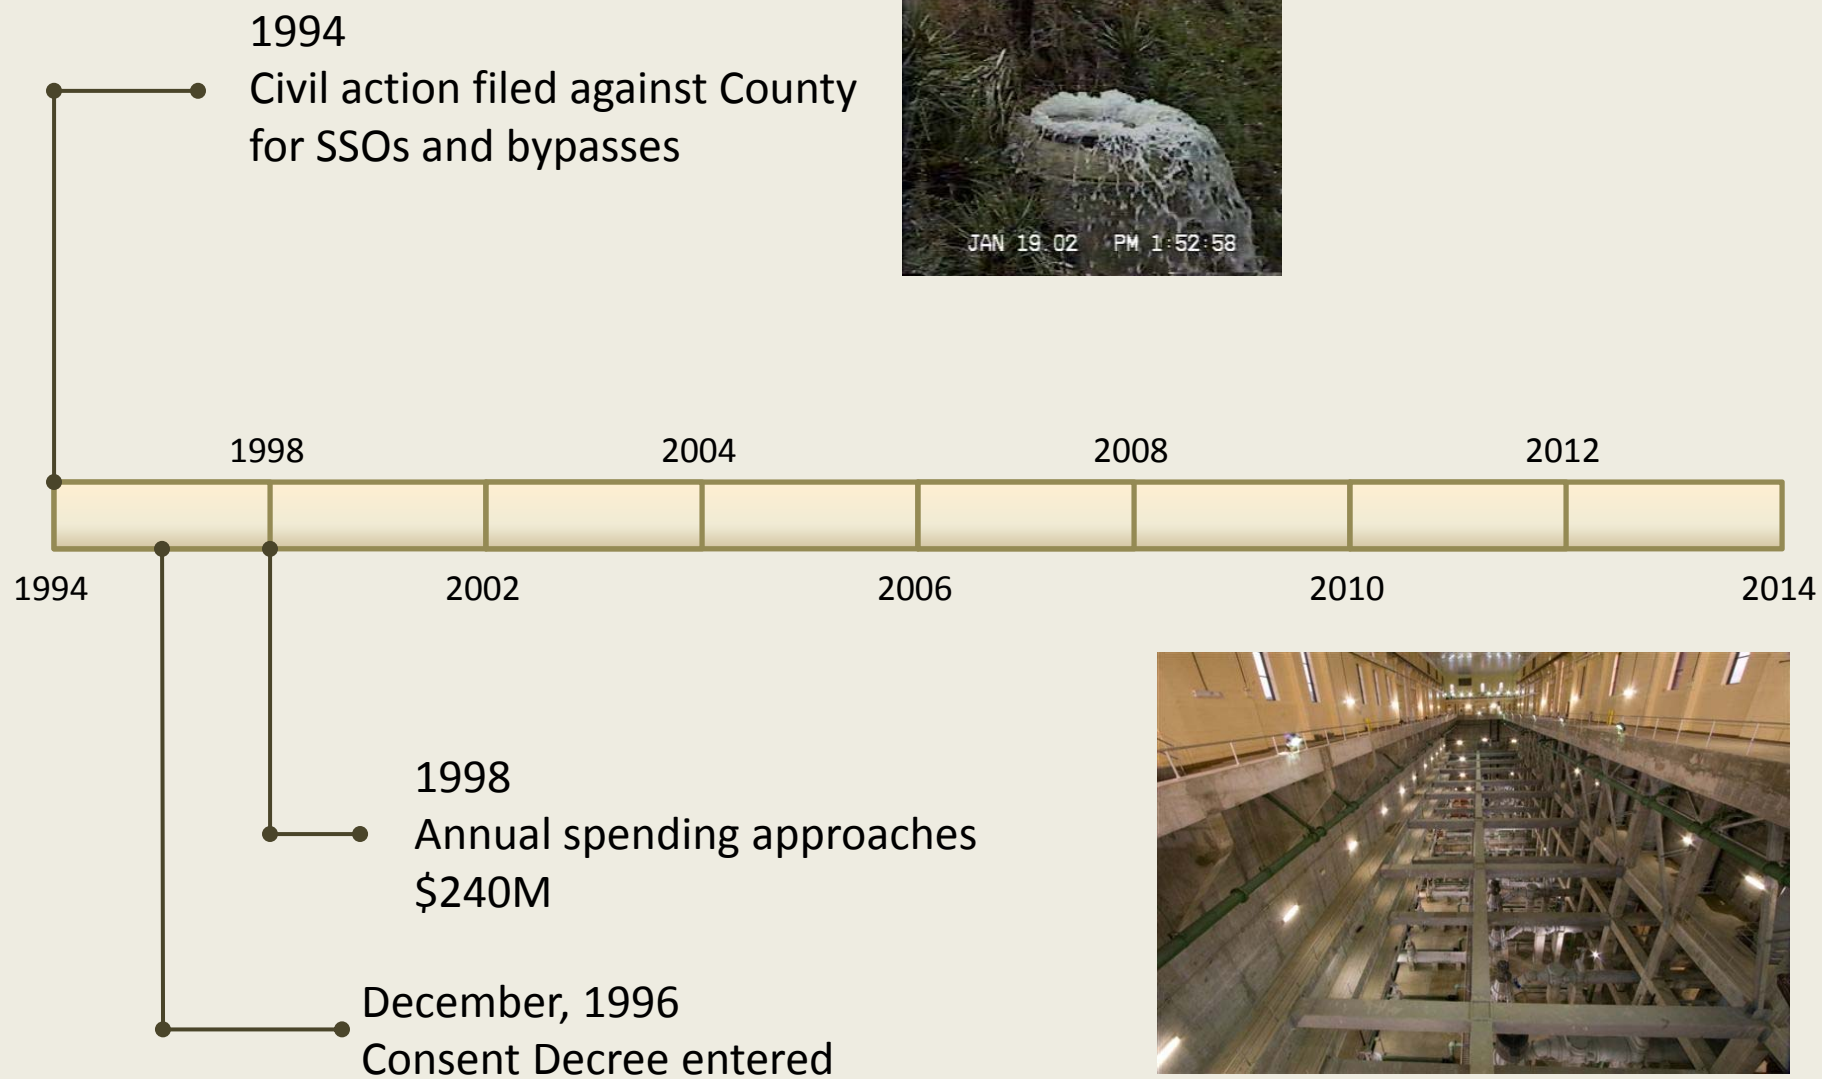 1994
Civil action filed against County
for SSOs and bypasses
JAN 19.02 PM 1:52:58
1998 2004 2008 2012
1994 2002 2006 2010 2014
1998
Annual spending approaches
$240M
December, 1996
Consent Decree entered